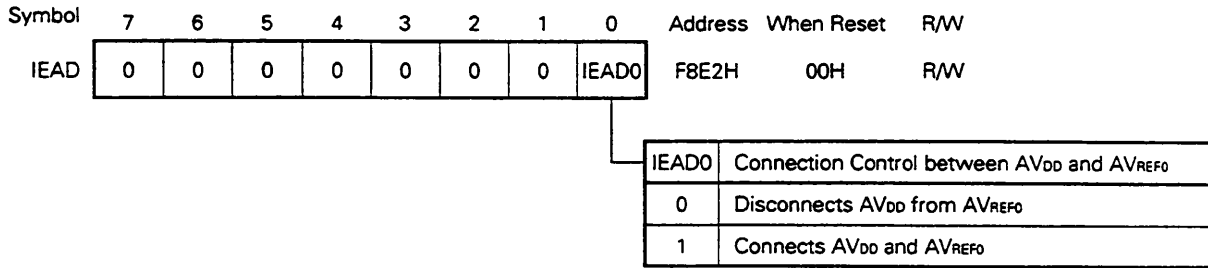 Symbol 7 6 5 4 3 2 1 0 Address When Reset R/W
IEAD 0 0 0 0 0 0 0 IEAD0 F8E2H 00H R/W
IEAD0 Connection Control between AVDD and AVREF0
0 Disconnects AVDD from AVREF0
1 Connects AVDD and AVREF0